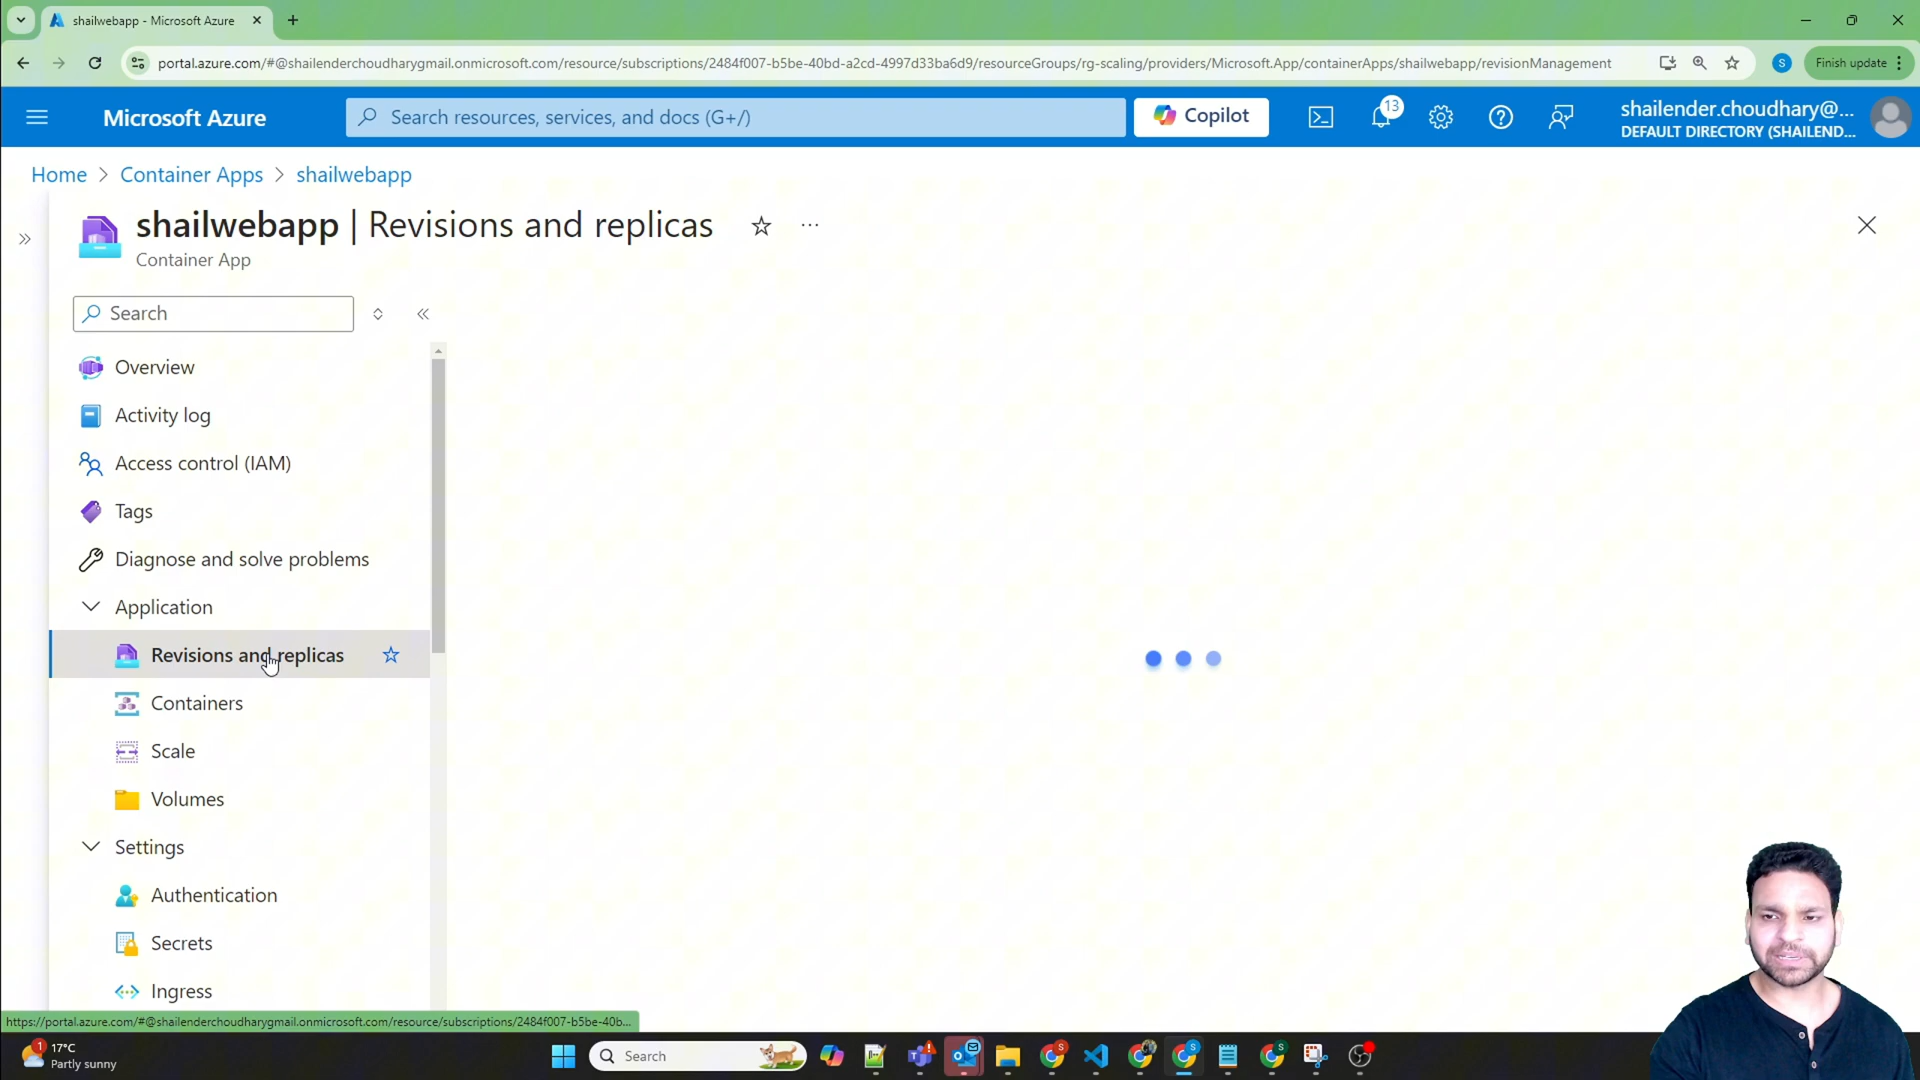 shailwebapp - Microsoft Azure
portal.azure.com/#@shailenderchoudharygmail.onmicrosoft.com/resource/subscriptions/2484f007-b5be-40bd-a2cd-4997d33ba6d9/resourceGroups/rg-scaling/providers/Microsoft.App/containerApps/shailwebapp/revisionManagement
S
Finish update
Microsoft Azure
Search resources, services, and docs (G+/)
Copilot
13
shailender.choudhary@...
DEFAULT DIRECTORY (SHAILEND...
Home > Container Apps > shailwebapp
shailwebapp | Revisions and replicas
Container App
Search
Overview
Activity log
Access control (IAM)
Tags
Diagnose and solve problems
Application
Revisions and replicas
Containers
Scale
Volumes
Settings
Authentication
Secrets
Ingress
https://portal.azure.com/#@shailenderchoudharygmail.onmicrosoft.com/resource/subscriptions/2484f007-b5be-40b...
1
17°C
Partly sunny
Search